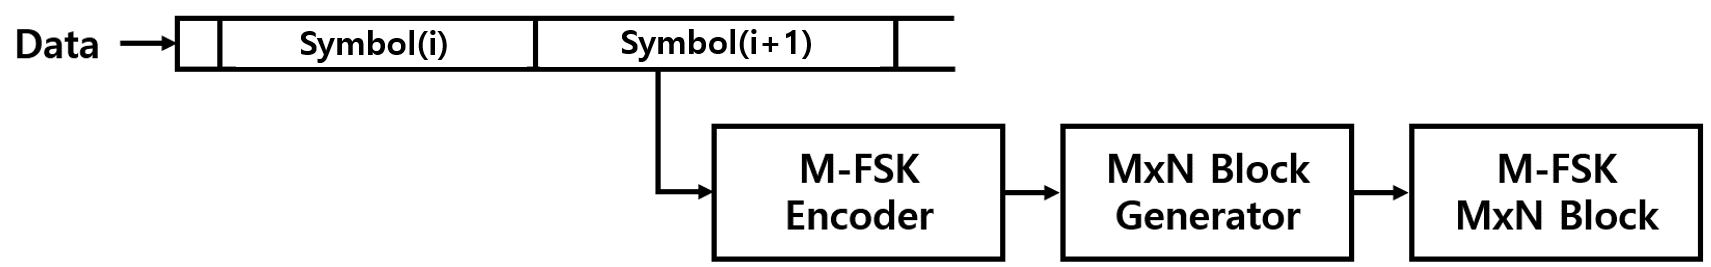 Data
Symbol(i)
Symbol(i+1)
M-FSK
Encoder
MxN Block
Generator
M-FSK
MxN Block